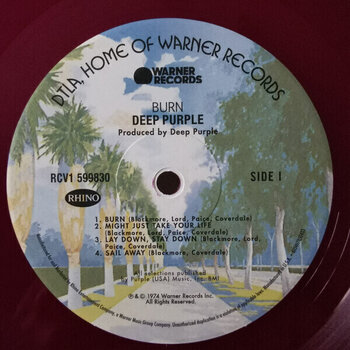 DTLA, HOME OF WARNER RECORDS
WARNER
RECORDS
BURN
DEEP PURPLE
Produced by Deep Purple
RCV1 599830
SIDE 1
RHINO
1. BURN (Blackmore, Lord, Paice, Coverdale)
2. MIGHT JUST TAKE YOUR LIFE
(Blackmore, Lord, Paice, Coverdale)
3. LAY DOWN, STAY DOWN (Blackmore, Lord,
Paice, Coverdale)
4. SAIL AWAY (Blackmore, Coverdale)
All selections published
by Purple (USA) Music, Inc. BMI
℗ & © 1974 Warner Records Inc.
All Rights Reserved.